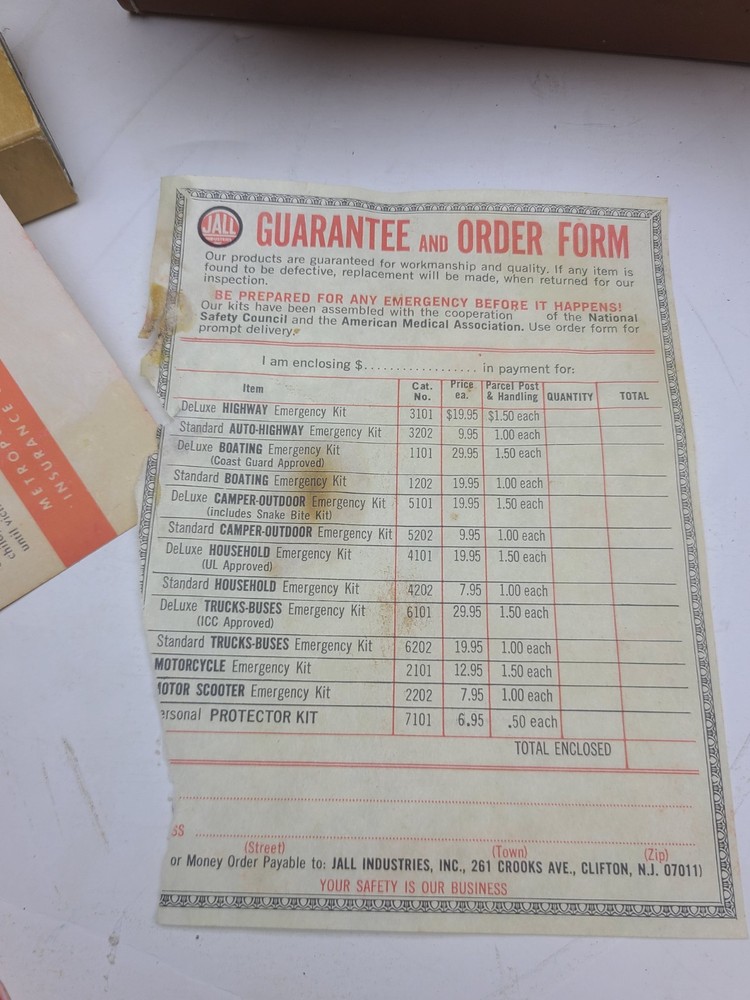 JALL
INDUSTRIES
GUARANTEE AND ORDER FORM
Our products are guaranteed for workmanship and quality. If any item is
found to be defective, replacement will be made, when returned for our
inspection.
BE PREPARED FOR ANY EMERGENCY BEFORE IT HAPPENS!
Our kits have been assembled with the cooperation of the National
Safety Council and the American Medical Association. Use order form for
prompt delivery.
I am enclosing $.................. in payment for:
Item Cat. No. Price ea. Parcel Post & Handling QUANTITY TOTAL
DeLuxe HIGHWAY Emergency Kit 3101 $19.95 $1.50 each
Standard AUTO-HIGHWAY Emergency Kit 3202 9.95 1.00 each
DeLuxe BOATING Emergency Kit 1101 29.95 1.50 each
(Coast Guard Approved)
Standard BOATING Emergency Kit 1202 19.95 1.00 each
DeLuxe CAMPER-OUTDOOR Emergency Kit 5101 19.95 1.50 each
(includes Snake Bite Kit)
Standard CAMPER-OUTDOOR Emergency Kit 5202 9.95 1.00 each
DeLuxe HOUSEHOLD Emergency Kit 4101 19.95 1.50 each
(UL Approved)
Standard HOUSEHOLD Emergency Kit 4202 7.95 1.00 each
DeLuxe TRUCKS-BUSES Emergency Kit 6101 29.95 1.50 each
(ICC Approved)
Standard TRUCKS-BUSES Emergency Kit 6202 19.95 1.00 each
MOTORCYCLE Emergency Kit 2101 12.95 1.50 each
OTOR SCOOTER Emergency Kit 2202 7.95 1.00 each
ersonal PROTECTOR KIT 7101 6.95 .50 each
TOTAL ENCLOSED
SS
(Street) (Town) (Zip)
or Money Order Payable to: JALL INDUSTRIES, INC., 261 CROOKS AVE., CLIFTON, N.J. 07011)
YOUR SAFETY IS OUR BUSINESS
METROP
INSURANCE
until